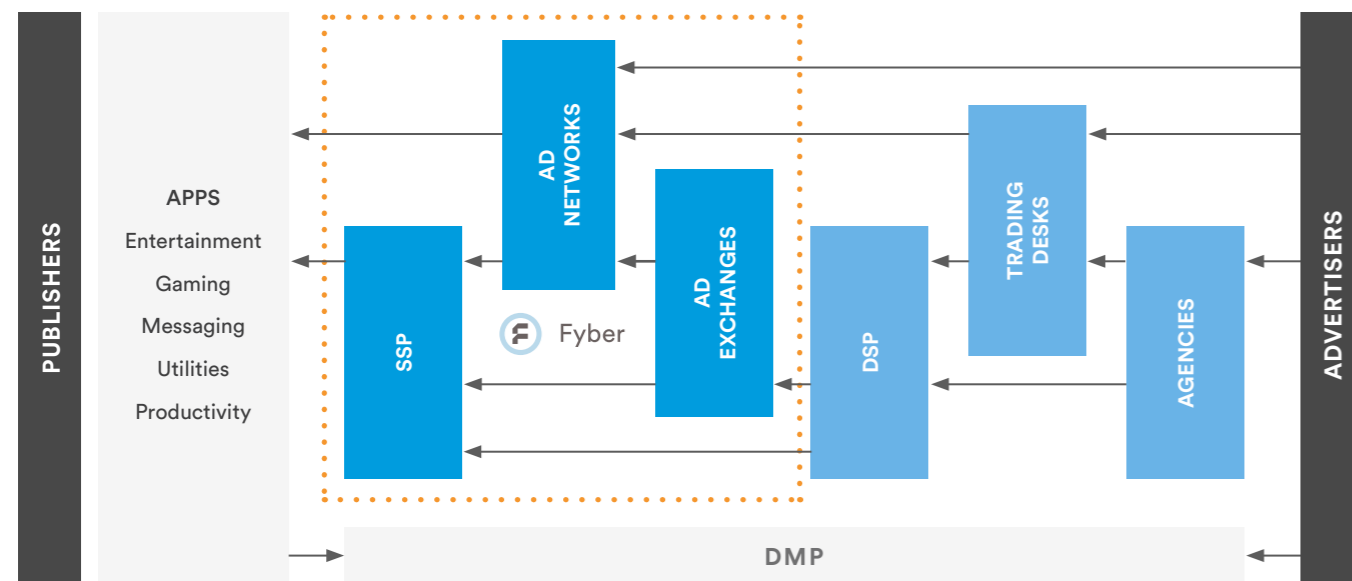 PUBLISHERS
APPS
Entertainment
Gaming
Messaging
Utilities
Productivity
SSP
AD
NETWORKS
Fyber
AD
EXCHANGES
DSP
TRADING
DESKS
AGENCIES
ADVERTISERS
DMP